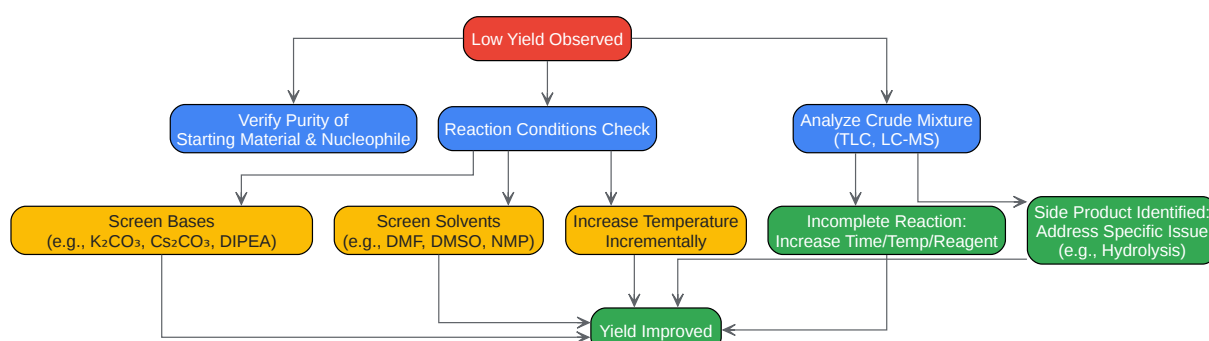 Low Yield Observed
Verify Purity of
Starting Material & Nucleophile
Reaction Conditions Check
Analyze Crude Mixture
(TLC, LC-MS)
Screen Bases
(e.g., K₂CO₃, Cs₂CO₃, DIPEA)
Screen Solvents
(e.g., DMF, DMSO, NMP)
Increase Temperature
Incrementally
Incomplete Reaction:
Increase Time/Temp/Reagent
Side Product Identified:
Address Specific Issue
(e.g., Hydrolysis)
Yield Improved